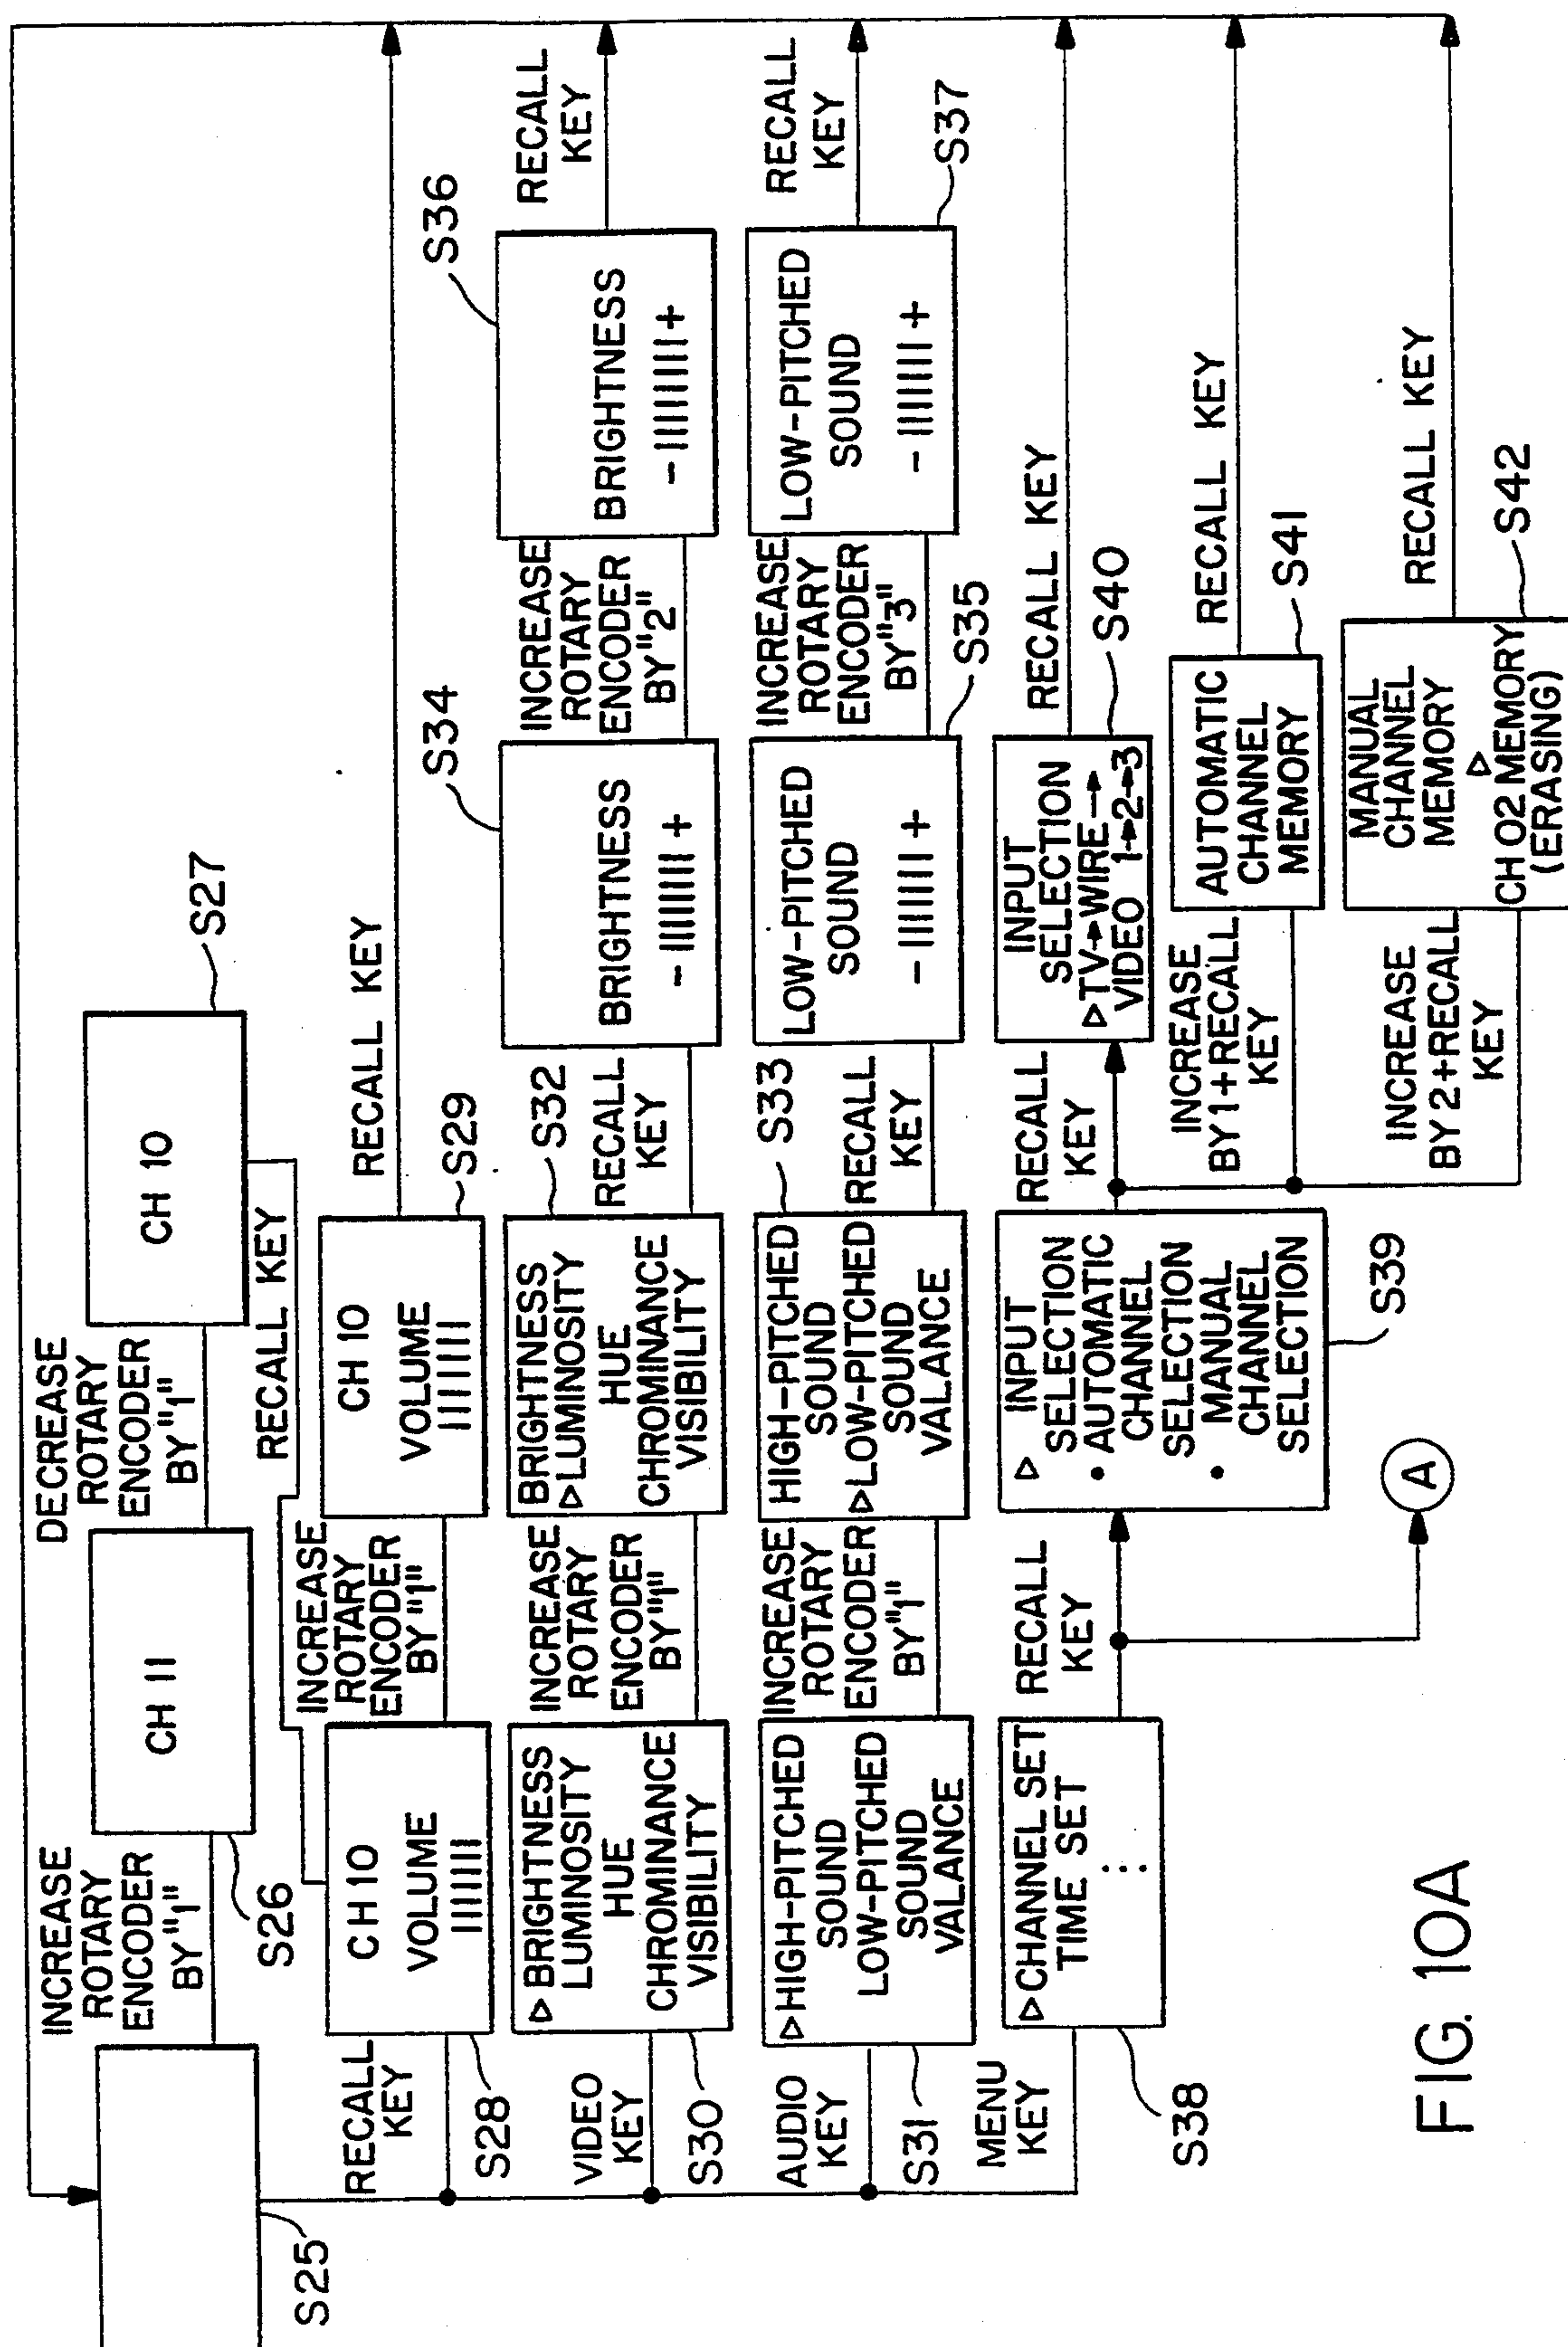 S25
INCREASE
ROTARY
ENCODER
BY "1"
S26
CH 11
DECREASE
ROTARY
ENCODER
BY "1"
CH 10
S27
RECALL KEY
RECALL
KEY
S28
CH 10
VOLUME
||||||||
INCREASE
ROTARY
ENCODER
BY "1"
CH 10
VOLUME
||||||||
S29
RECALL KEY
VIDEO
KEY
S30
▷ BRIGHTNESS
LUMINOSITY
HUE
CHROMINANCE
VISIBILITY
INCREASE
ROTARY
ENCODER
BY "1"
BRIGHTNESS
▷ LUMINOSITY
HUE
CHROMINANCE
VISIBILITY
S32
RECALL
KEY
BRIGHTNESS
- ||||||| +
S34
INCREASE
ROTARY
ENCODER
BY "2"
BRIGHTNESS
- |||||||| +
S36
RECALL
KEY
AUDIO
KEY
S31
▷ HIGH-PITCHED
SOUND
LOW-PITCHED
SOUND
VALANCE
INCREASE
ROTARY
ENCODER
BY "1"
HIGH-PITCHED
SOUND
▷ LOW-PITCHED
SOUND
VALANCE
S33
RECALL
KEY
LOW-PITCHED
SOUND
- ||||||| +
S35
INCREASE
ROTARY
ENCODER
BY "3"
LOW-PITCHED
SOUND
- ||||||| +
S37
RECALL
KEY
MENU
KEY
S38
▷ CHANNEL SET
TIME SET
⋮
RECALL
KEY
A
▷ INPUT
SELECTION
• AUTOMATIC
CHANNEL
SELECTION
• MANUAL
CHANNEL
SELECTION
S39
RECALL
KEY
INPUT
SELECTION
▷ TV→WIRE→
VIDEO 1→2→3
S40
RECALL KEY
INCREASE
BY 1+RECALL
KEY
AUTOMATIC
CHANNEL
MEMORY
S41
RECALL KEY
INCREASE
BY 2+RECALL
KEY
MANUAL
CHANNEL
MEMORY
▷
CH 02 MEMORY
(ERASING)
S42
RECALL KEY
FIG. 10A